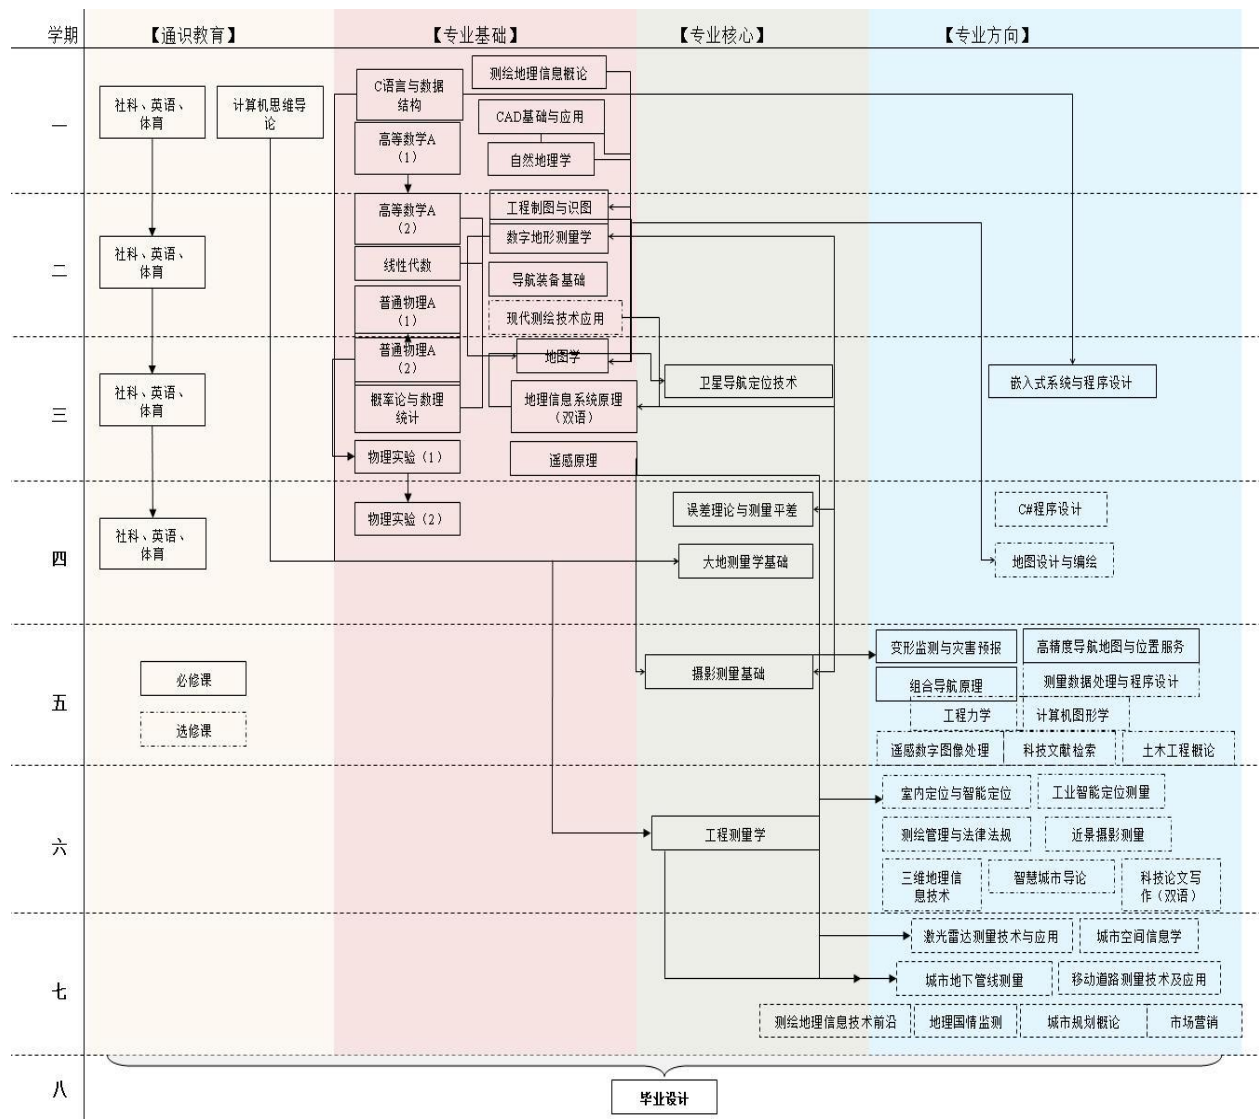 学期
【通识教育】
【专业基础】
【专业核心】
【专业方向】
一
社科、英语、
体育
计算机思维导
论
C语言与数据
结构
测绘地理信息概论
CAD基础与应用
高等数学A
（1）
自然地理学
二
社科、英语、
体育
高等数学A
（2）
工程制图与识图
数字地形测量学
线性代数
导航装备基础
普通物理A
（1）
现代测绘技术应用
三
社科、英语、
体育
普通物理A
（2）
地图学
卫星导航定位技术
嵌入式系统与程序设计
概率论与数理
统计
地理信息系统原理
（双语）
物理实验（1）
遥感原理
四
社科、英语、
体育
物理实验（2）
误差理论与测量平差
C#程序设计
大地测量学基础
地图设计与编绘
五
必修课
选修课
摄影测量基础
变形监测与灾害预报
高精度导航地图与位置服务
组合导航原理
测量数据处理与程序设计
工程力学
计算机图形学
遥感数字图像处理
科技文献检索
土木工程概论
六
工程测量学
室内定位与智能定位
工业智能定位测量
测绘管理与法律法规
近景摄影测量
三维地理信
息技术
智慧城市导论
科技论文写
作（双语）
七
激光雷达测量技术与应用
城市空间信息学
城市地下管线测量
移动道路测量技术及应用
测绘地理信息技术前沿
地理国情监测
城市规划概论
市场营销
八
毕业设计